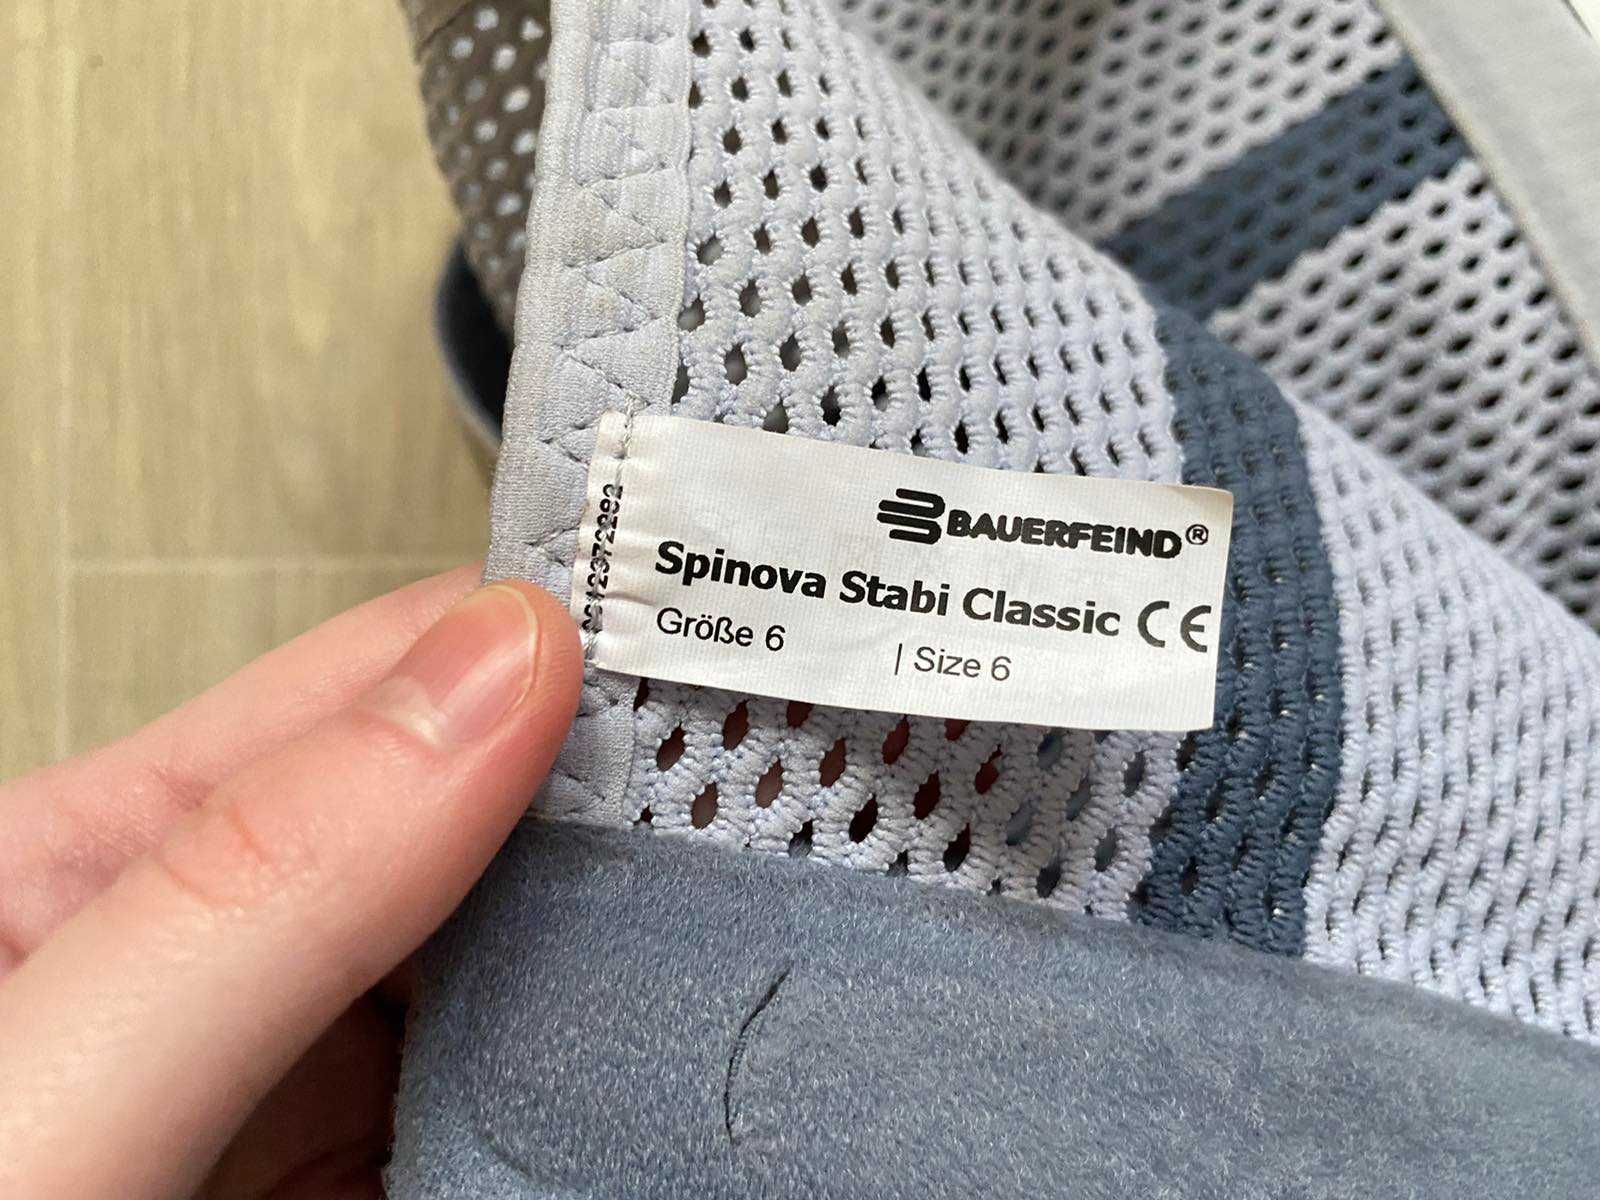 BAUERFEIND®
Spinova Stabi Classic CE
Größe 6 | Size 6